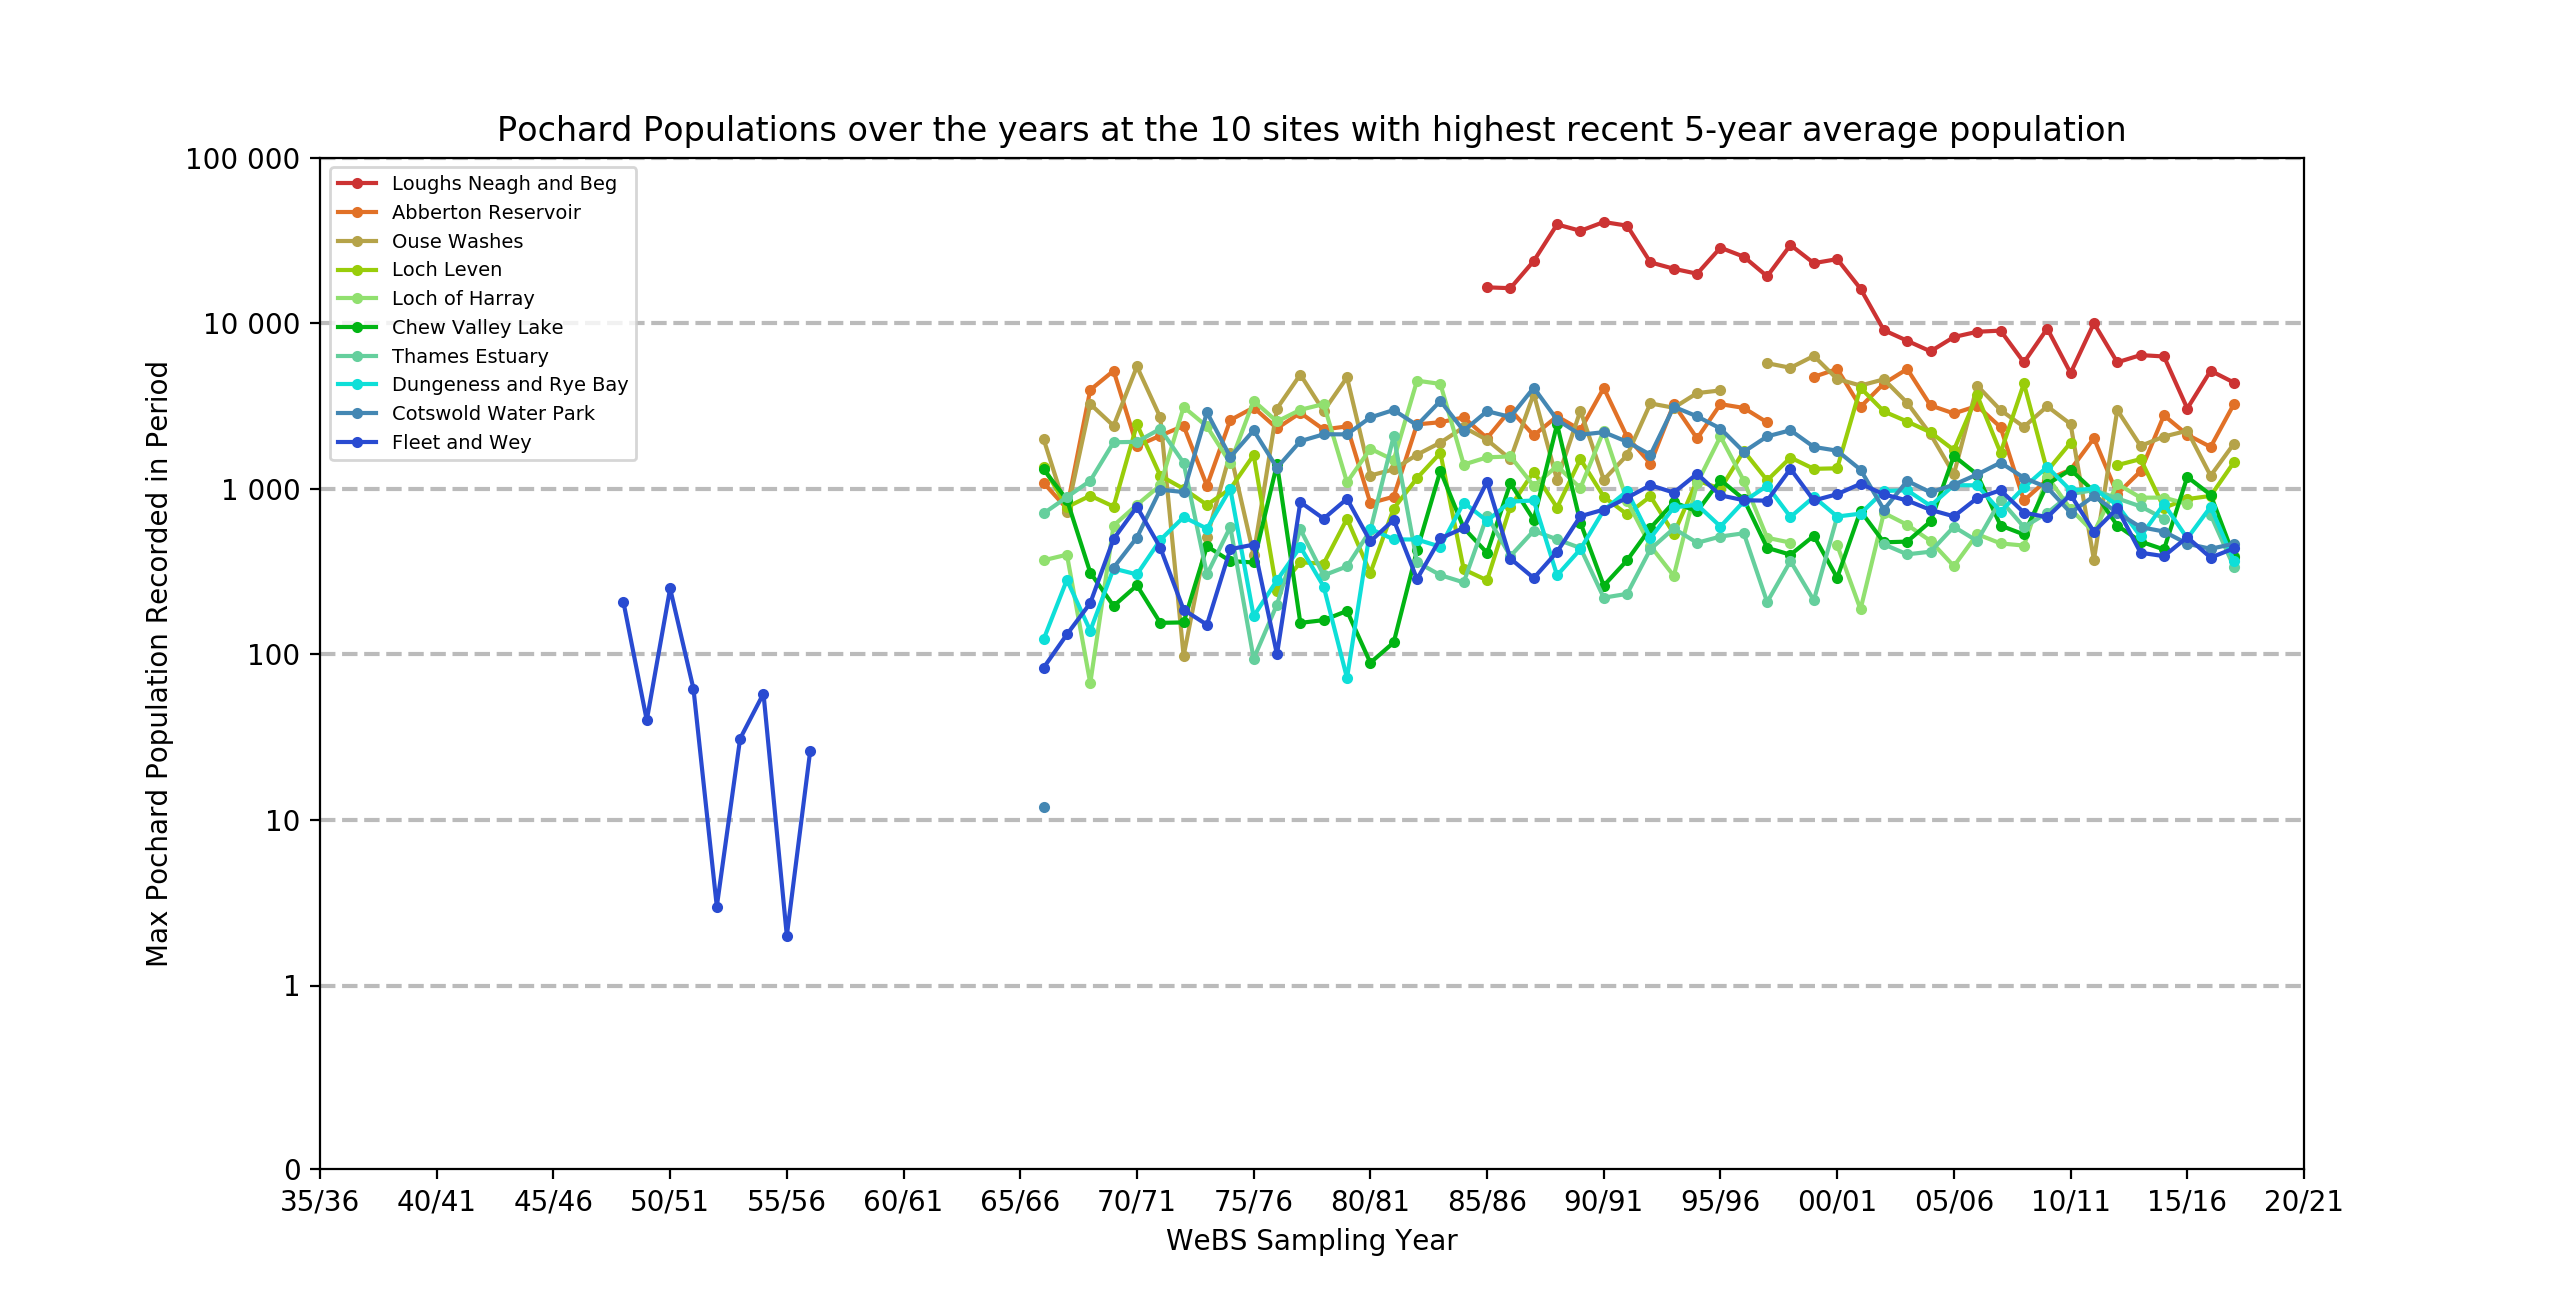 Pochard Populations over the years at the 10 sites with highest recent 5-year average population
Max Pochard Population Recorded in Period
100 000
10 000
1 000
100
10
1
0
Loughs Neagh and Beg
Abberton Reservoir
Ouse Washes
Loch Leven
Loch of Harray
Chew Valley Lake
Thames Estuary
Dungeness and Rye Bay
Cotswold Water Park
Fleet and Wey
35/36 40/41 45/46 50/51 55/56 60/61 65/66 70/71 75/76 80/81 85/86 90/91 95/96 00/01 05/06 10/11 15/16 20/21
WeBS Sampling Year